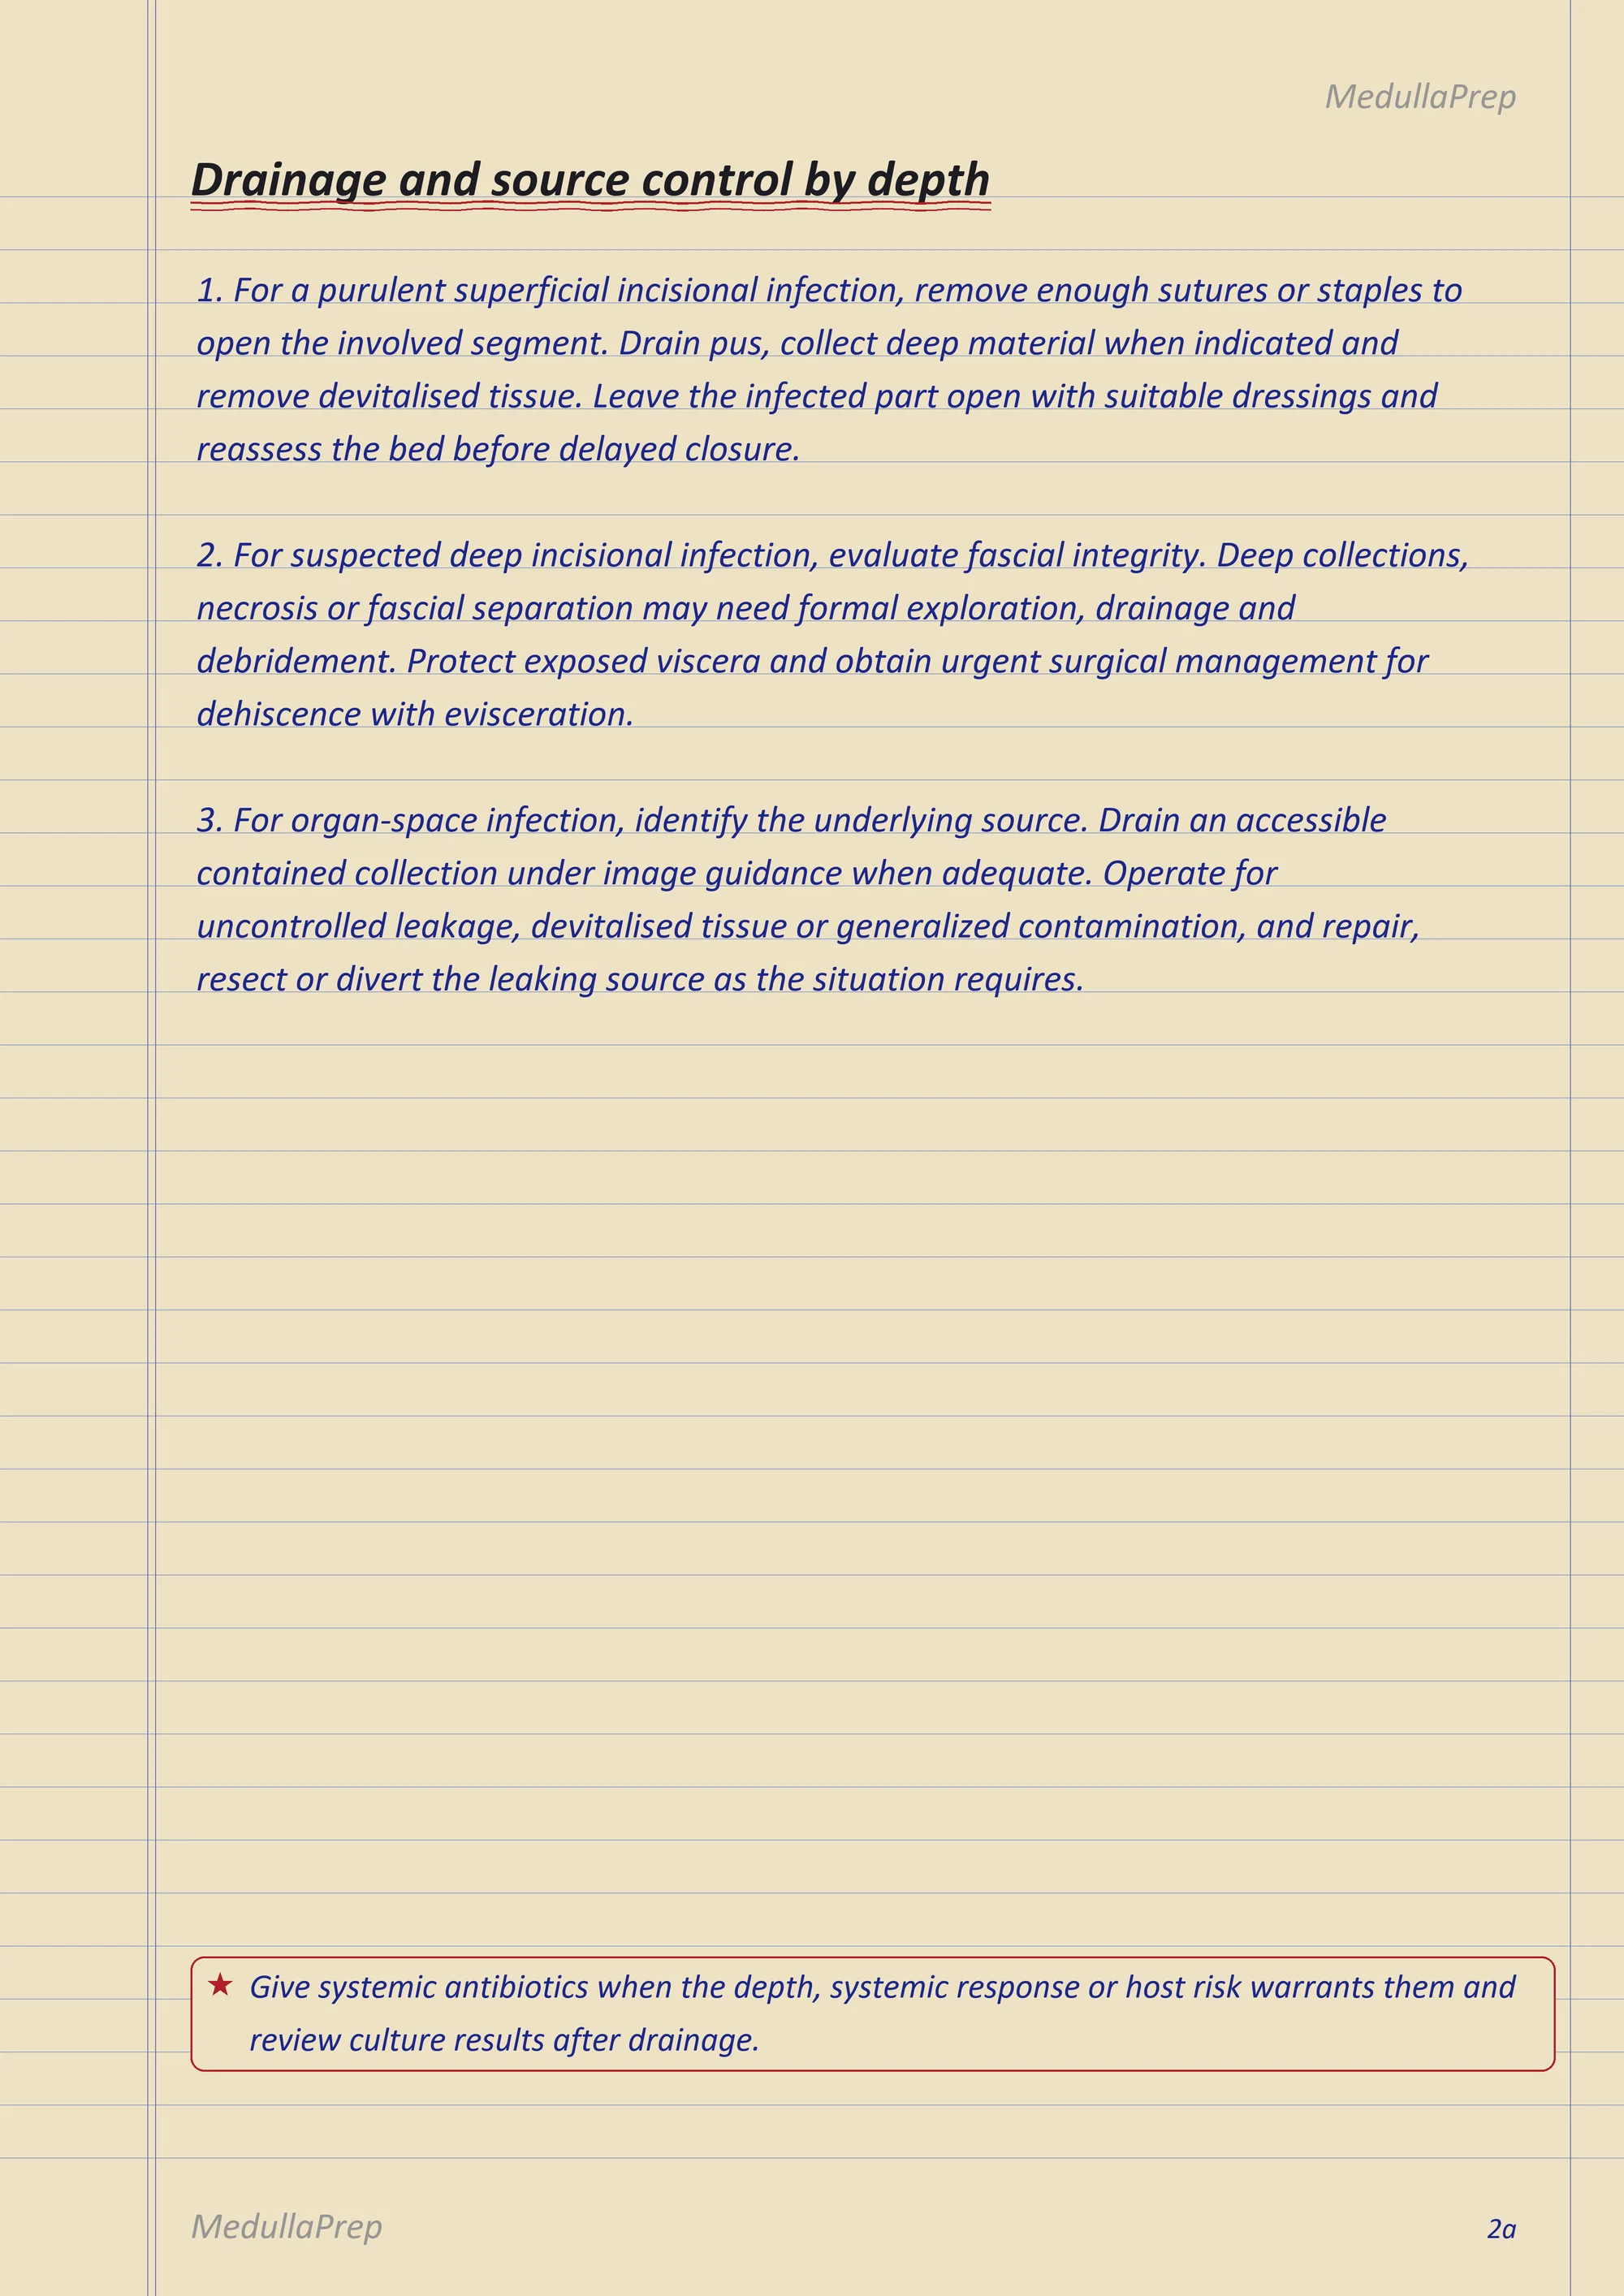 MedullaPrep
Drainage and source control by depth
1. For a purulent superficial incisional infection, remove enough sutures or staples to
open the involved segment. Drain pus, collect deep material when indicated and
remove devitalised tissue. Leave the infected part open with suitable dressings and
reassess the bed before delayed closure.
2. For suspected deep incisional infection, evaluate fascial integrity. Deep collections,
necrosis or fascial separation may need formal exploration, drainage and
debridement. Protect exposed viscera and obtain urgent surgical management for
dehiscence with evisceration.
3. For organ-space infection, identify the underlying source. Drain an accessible
contained collection under image guidance when adequate. Operate for
uncontrolled leakage, devitalised tissue or generalized contamination, and repair,
resect or divert the leaking source as the situation requires.
★ Give systemic antibiotics when the depth, systemic response or host risk warrants them and
review culture results after drainage.
MedullaPrep
2a